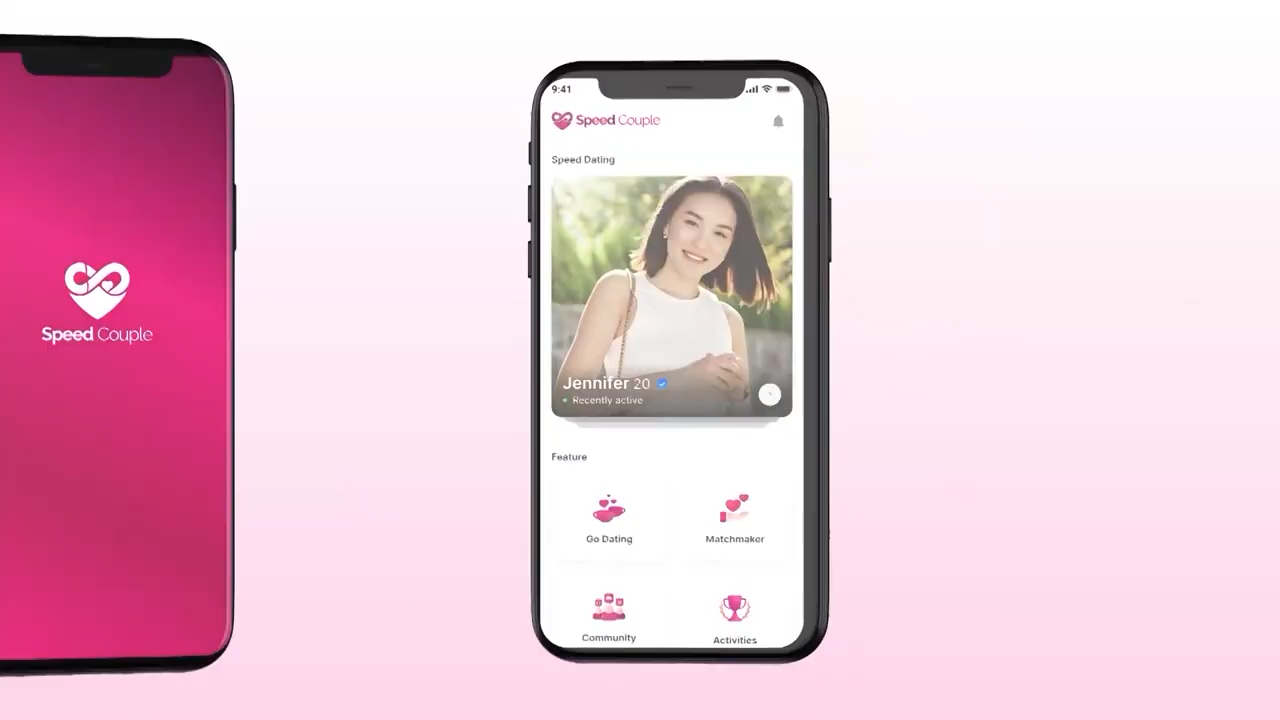 Speed Couple
9:41
Speed Couple
Speed Dating
Jennifer 20
Recently active
Feature
Go Dating
Matchmaker
Community
Activities